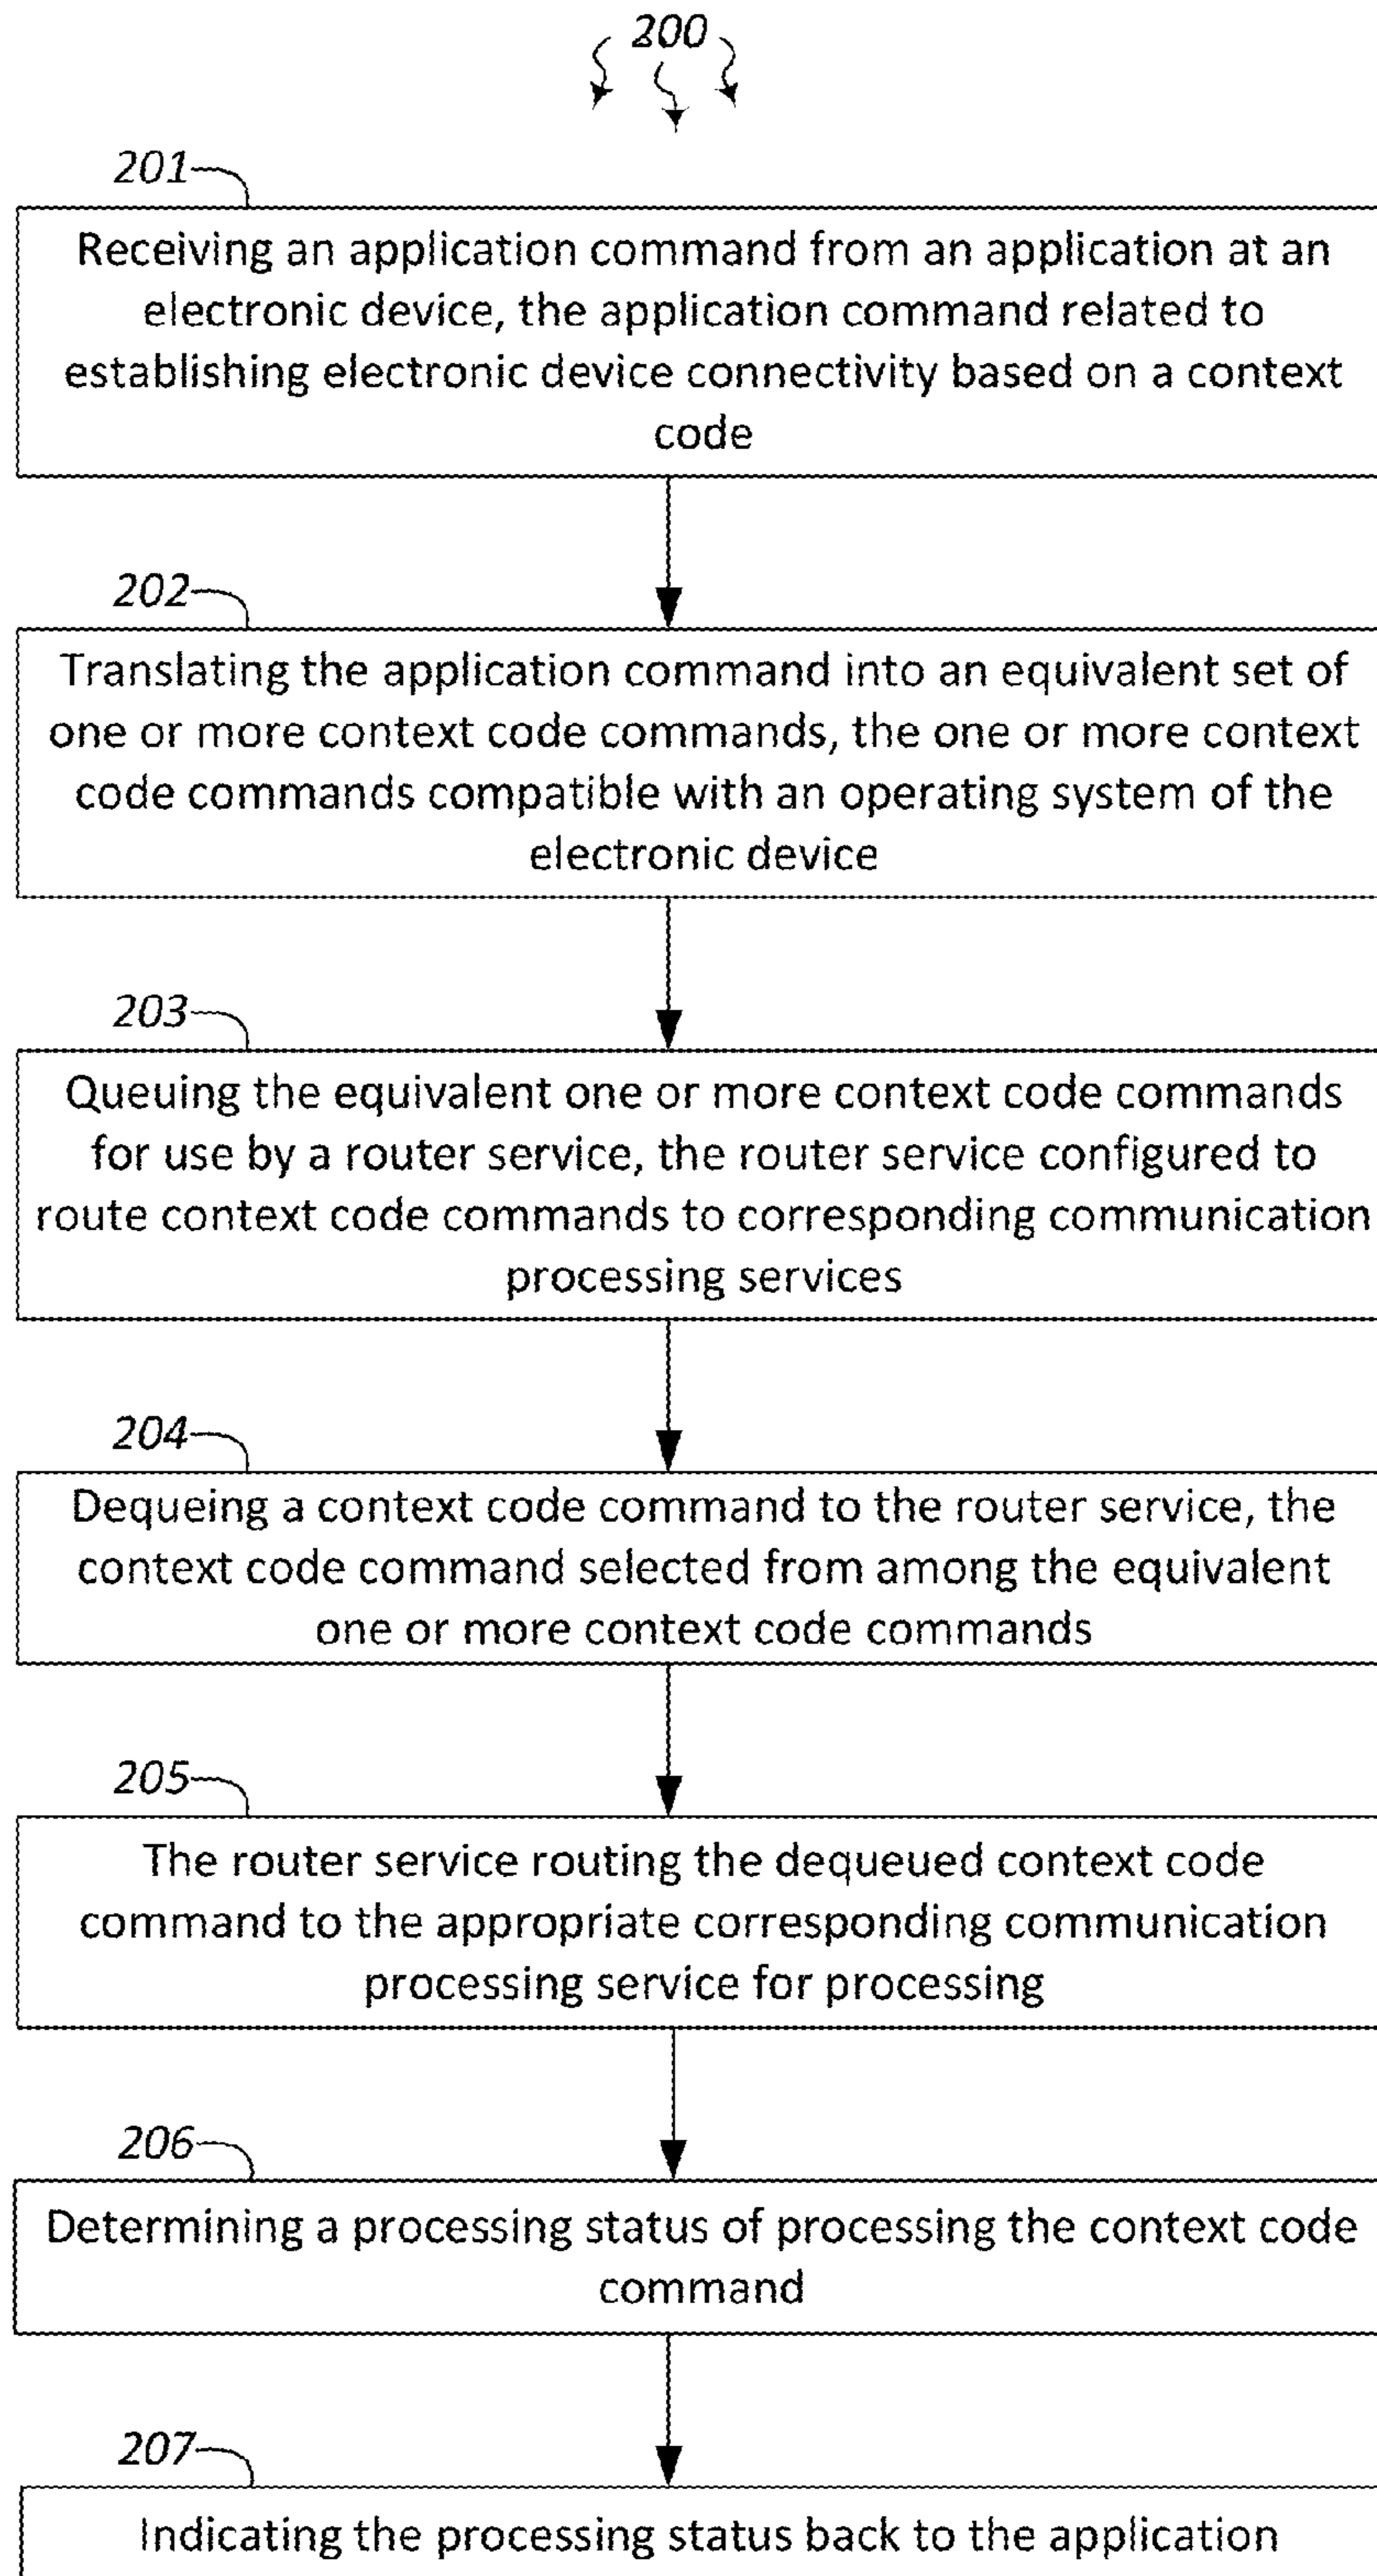 200
201
Receiving an application command from an application at an
electronic device, the application command related to
establishing electronic device connectivity based on a context
code
202
Translating the application command into an equivalent set of
one or more context code commands, the one or more context
code commands compatible with an operating system of the
electronic device
203
Queuing the equivalent one or more context code commands
for use by a router service, the router service configured to
route context code commands to corresponding communication
processing services
204
Dequeing a context code command to the router service, the
context code command selected from among the equivalent
one or more context code commands
205
The router service routing the dequeued context code
command to the appropriate corresponding communication
processing service for processing
206
Determining a processing status of processing the context code
command
207
Indicating the processing status back to the application